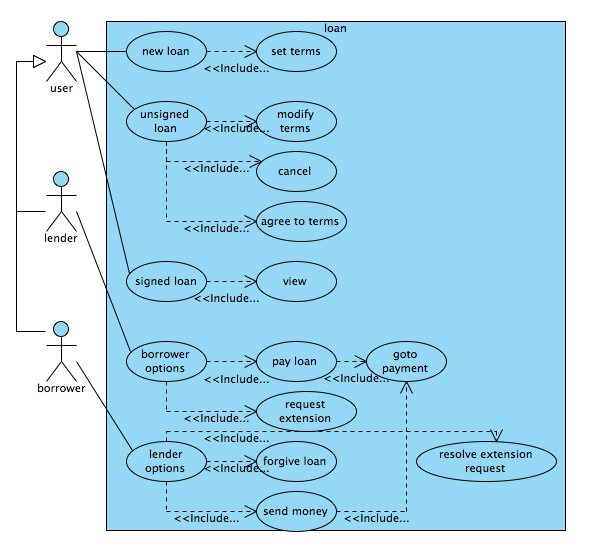 loan
new loan
set terms
<<Include...
user
unsigned
loan
modify
terms
<<Include...
<<Include...
cancel
lender
agree to terms
<<Include...
signed loan
view
<<Include...
borrower
options
pay loan
goto
payment
<<Include...
<<Include...
borrower
request
extension
<<Include...
<<Include...
lender
options
forgive loan
<<Include...
resolve extension
request
send money
<<Include...
<<Include...